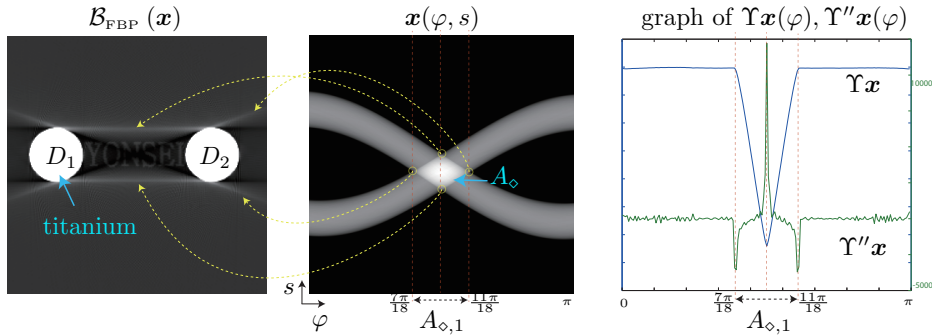 𝓑_FBP (𝒙)
D₁
YONSEI
D₂
titanium
𝒙(φ, s)
A⋄
s
φ
7π/18
11π/18
π
A⋄,₁
graph of Υ𝒙(φ), Υ″𝒙(φ)
10000
Υ𝒙
Υ″𝒙
-5000
0
7π/18
11π/18
π
A⋄,₁